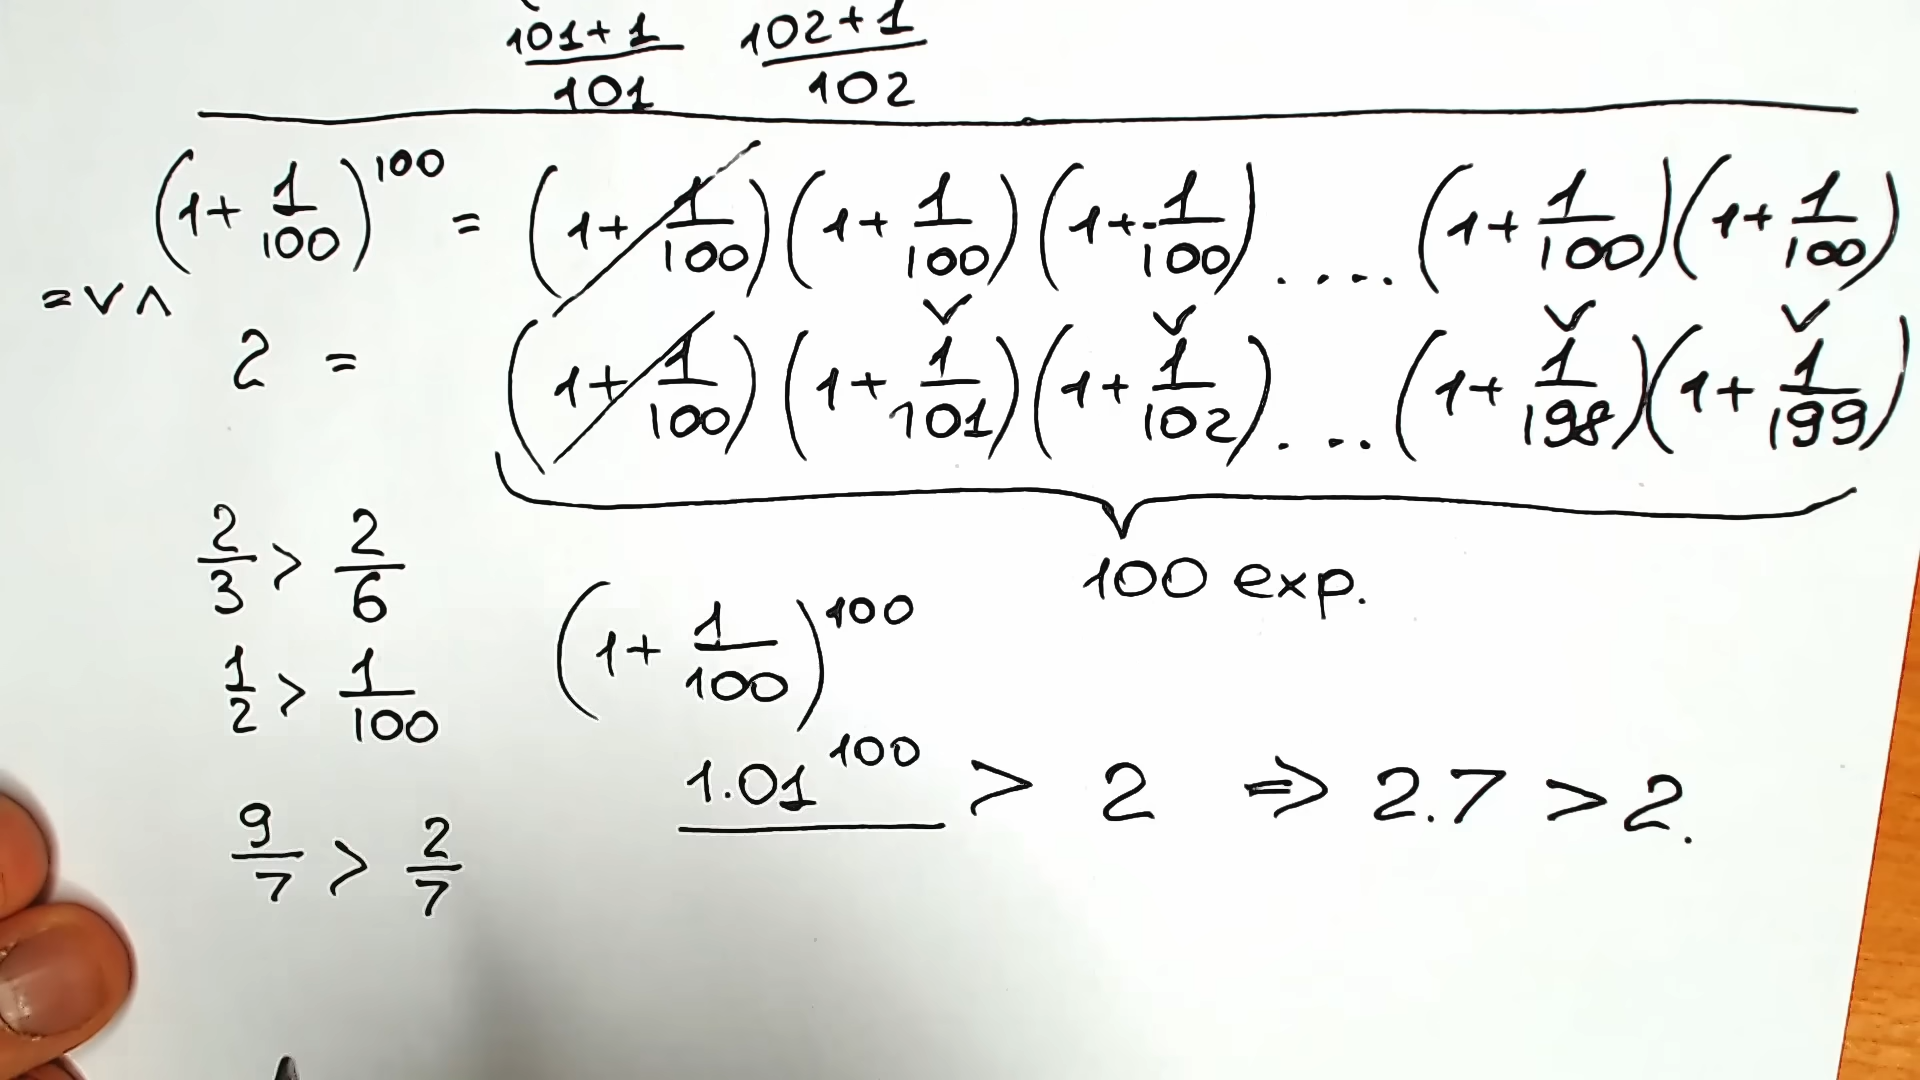 101+1/101 102+1/102
(1+1/100)^100 = (1+1/100)(1+1/100)(1+1/100)....(1+1/100)(1+1/100)
=∨∧ ∨ ∨ ∨ ∨
2 = (1+1/100)(1+1/101)(1+1/102)....(1+1/198)(1+1/199)
100 exp.
2/3 > 2/6
(1+1/100)^100
1/2 > 1/100
1.01^100 > 2 ⇒ 2.7 > 2.
9/7 > 2/7